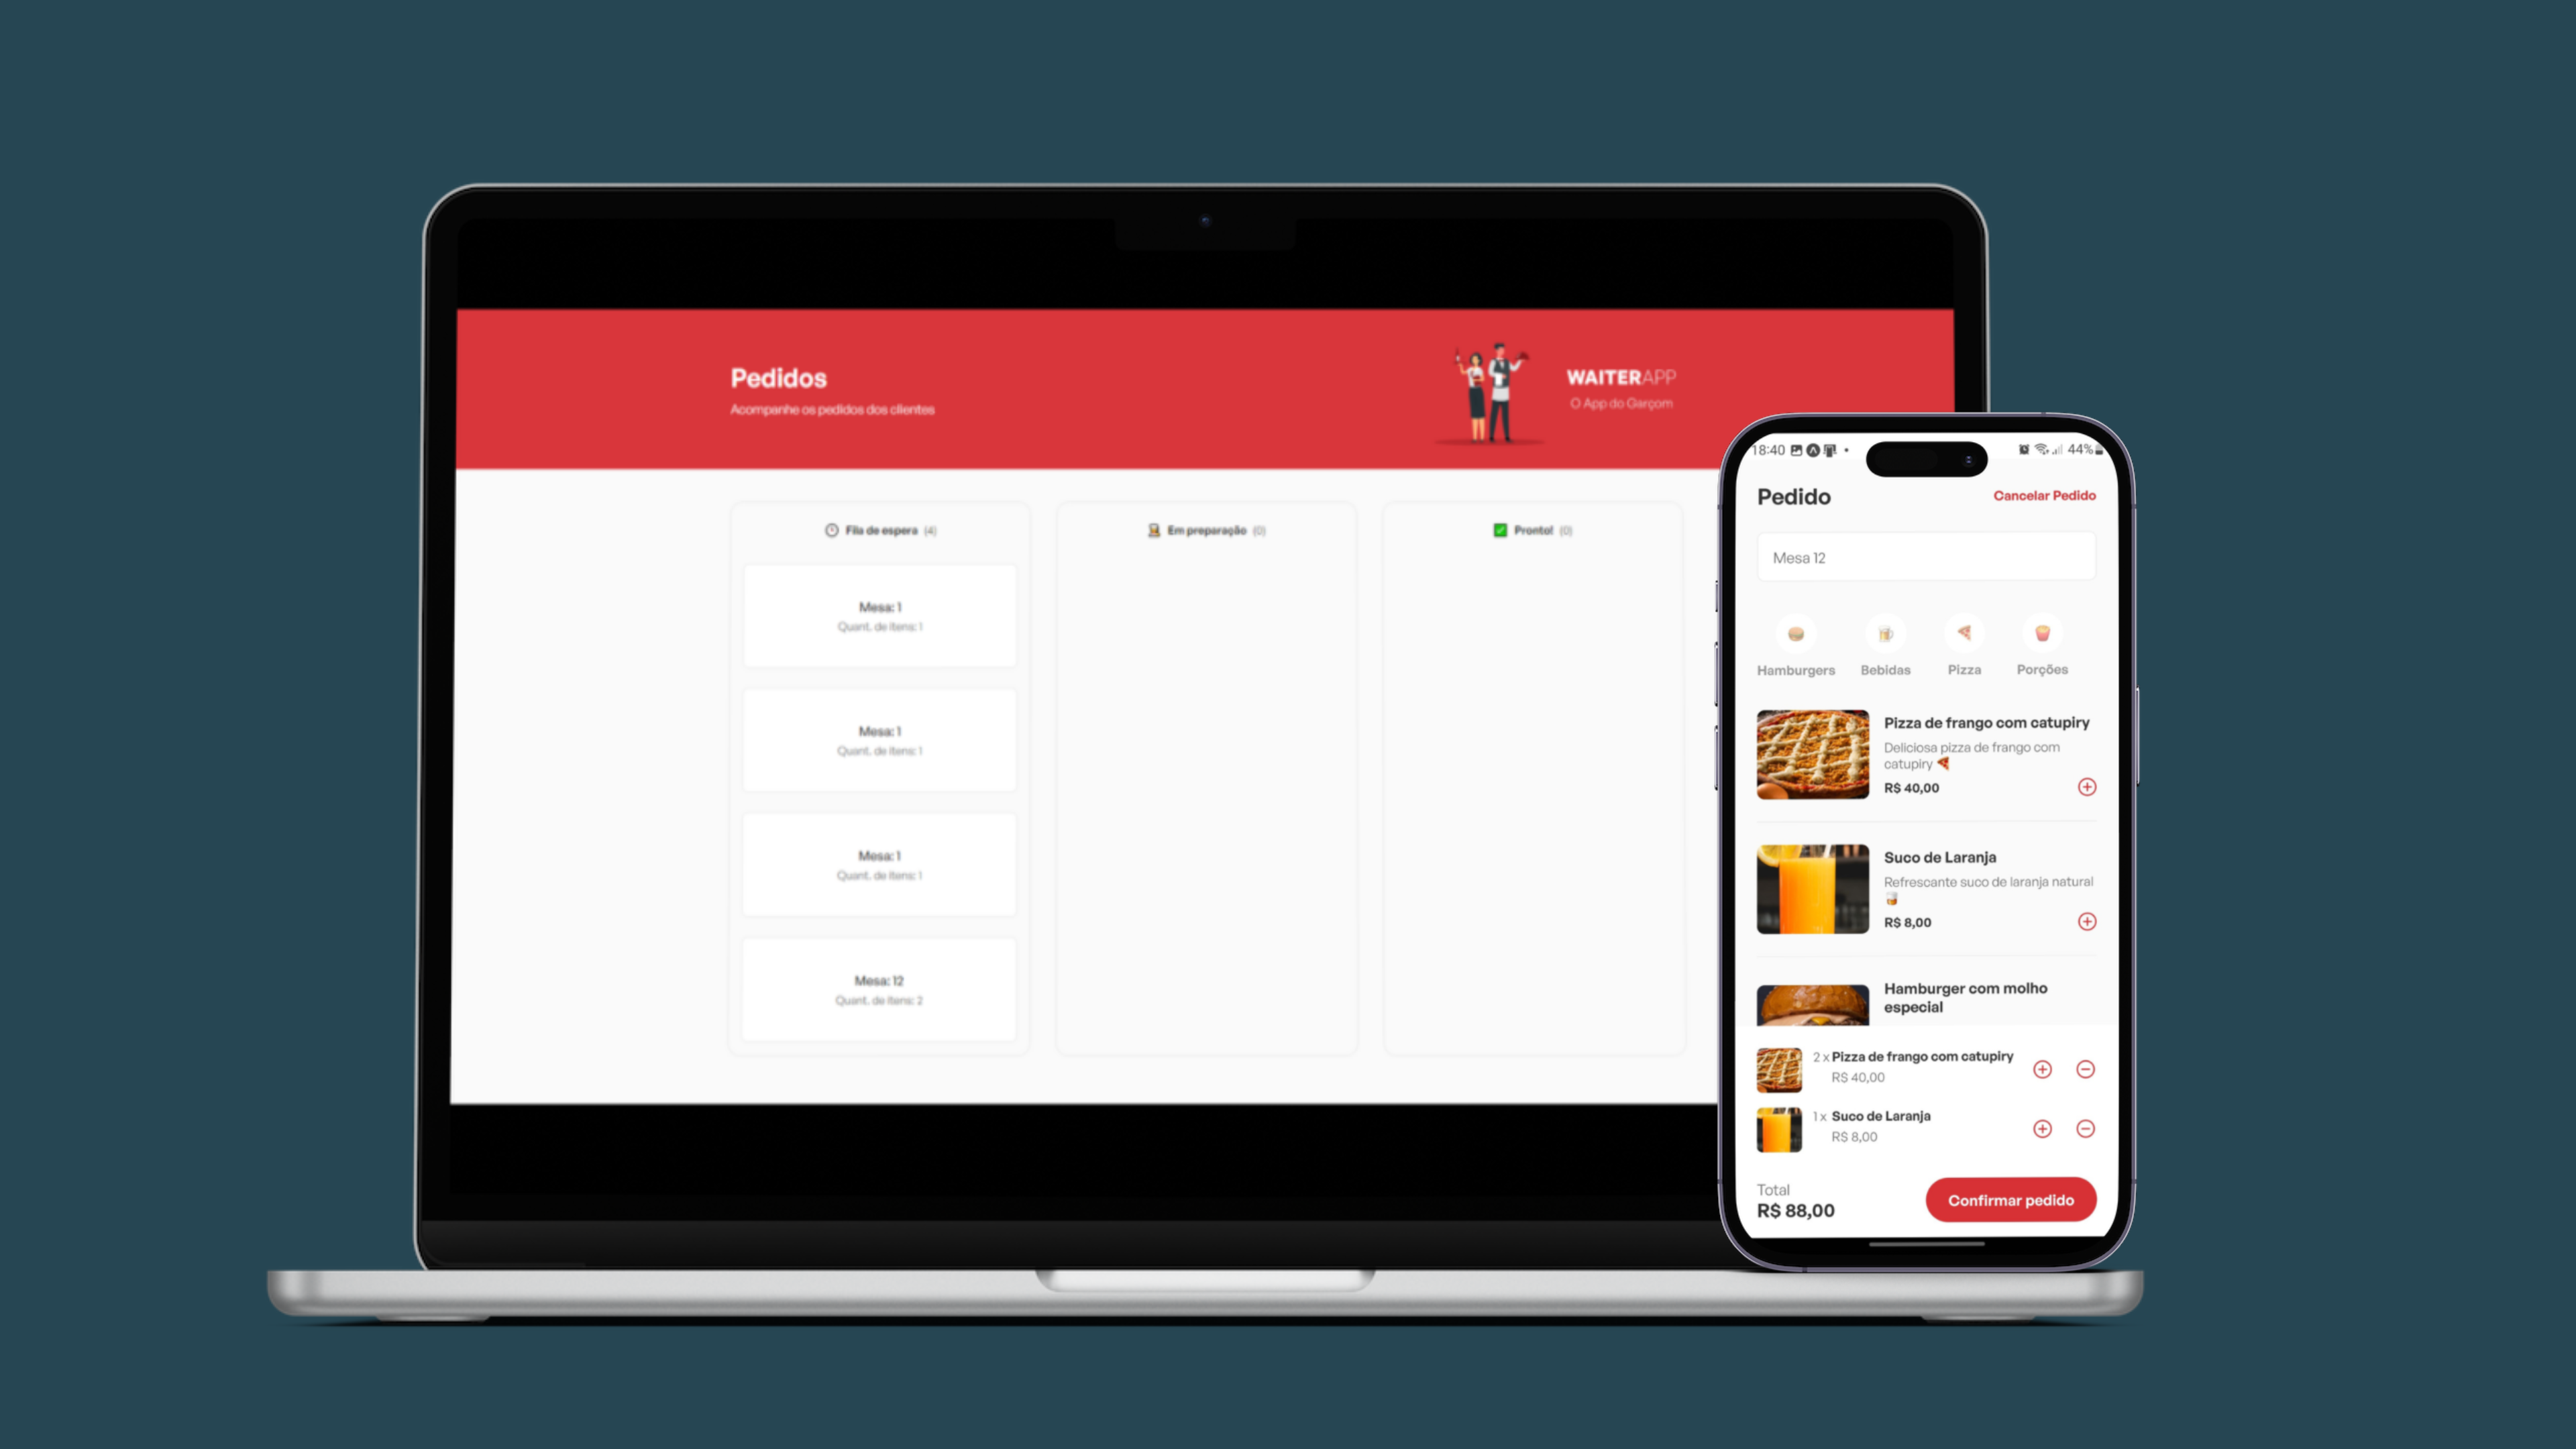 Pedidos
Acompanhe os pedidos dos clientes
WAITERAPP
O App do Garçom
Fila de espera (4)
Mesa: 1
Quant. de itens: 1
Mesa: 1
Quant. de itens: 1
Mesa: 1
Quant. de itens: 1
Mesa: 12
Quant. de itens: 2
Em preparação (0)
Pronto! (0)
18:40
44%
Pedido
Cancelar Pedido
Mesa 12
Hamburgers
Bebidas
Pizza
Porções
Pizza de frango com catupiry
Deliciosa pizza de frango com
catupiry 🍕
R$ 40,00
Suco de Laranja
Refrescante suco de laranja natural
🥃
R$ 8,00
Hamburger com molho
especial
2 x Pizza de frango com catupiry
R$ 40,00
1 x Suco de Laranja
R$ 8,00
Total
R$ 88,00
Confirmar pedido